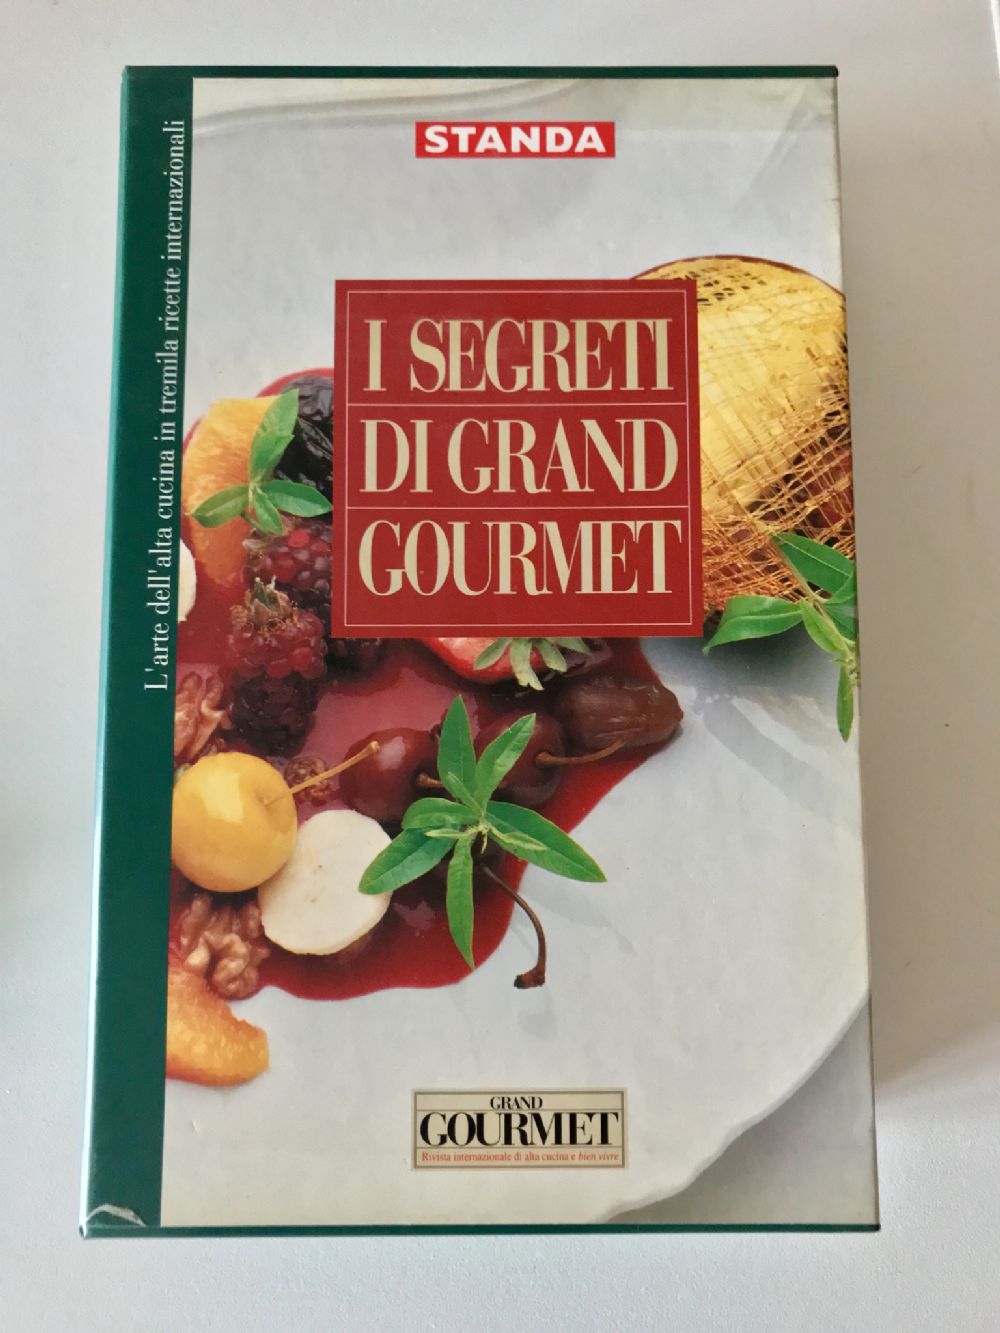 STANDA
I SEGRETI
DI GRAND
GOURMET
L'arte dell'alta cucina in tremila ricette internazionali
GRAND
GOURMET
Rivista internazionale di alta cucina e bien vivre